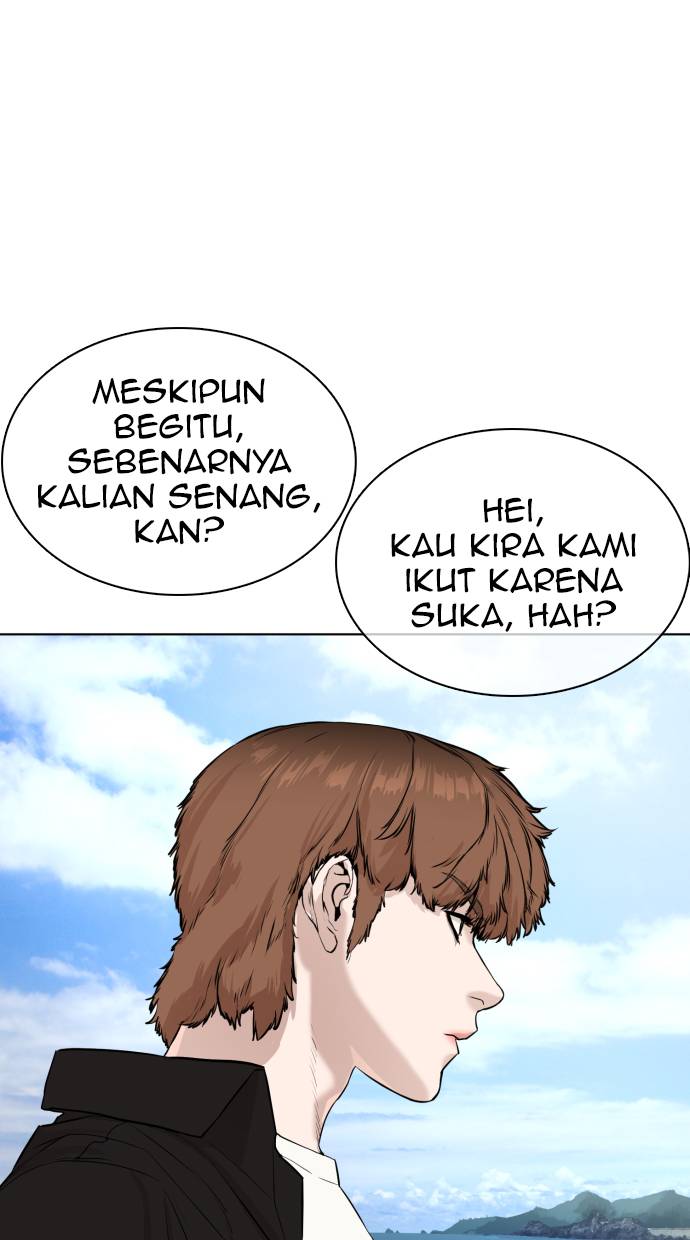 MESKIPUN
BEGITU,
SEBENARNYA
KALIAN SENANG,
KAN?
HEI,
KAU KIRA KAMI
IKUT KARENA
SUKA, HAH?